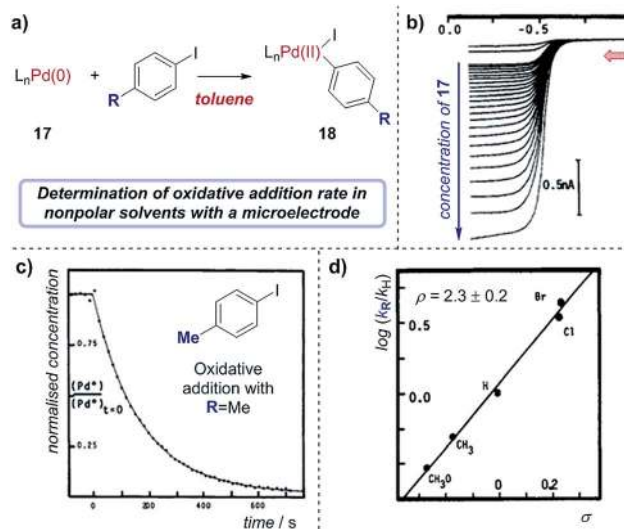 a)
LₙPd(0)
+
I
R
toluene
LₙPd(II)
I
R
17
18
Determination of oxidative addition rate in
nonpolar solvents with a microelectrode
b)
0.0
-0.5
concentration of 17
0.5nA
c)
normalised concentration
0.75
(Pd*)
(Pd*)t=0
0.25
I
Me
Oxidative
addition with
R=Me
0
200
400
600
time / s
d)
log (kR/kH)
ρ = 2.3 ± 0.2
0.5
0.0
Br
Cl
H
CH₃
CH₃O
0
0.2
σ